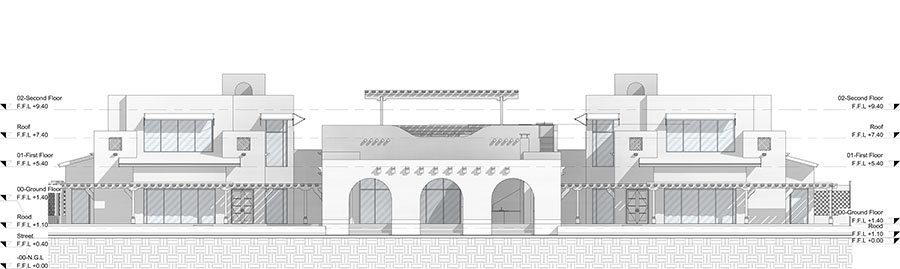 02-Second Floor
F.F.L +9.40
Roof
F.F.L +7.40
01-First Floor
F.F.L +5.40
00-Ground Floor
F.F.L +1.40
Rood
F.F.L +1.10
Street
F.F.L +0.40
-00-N.G.L
F.F.L +0.00
02-Second Floor
F.F.L +9.40
Roof
F.F.L +7.40
01-First Floor
F.F.L +5.40
00-Ground Floor
F.F.L +1.40
Rood
F.F.L +1.10
F.F.L +0.00